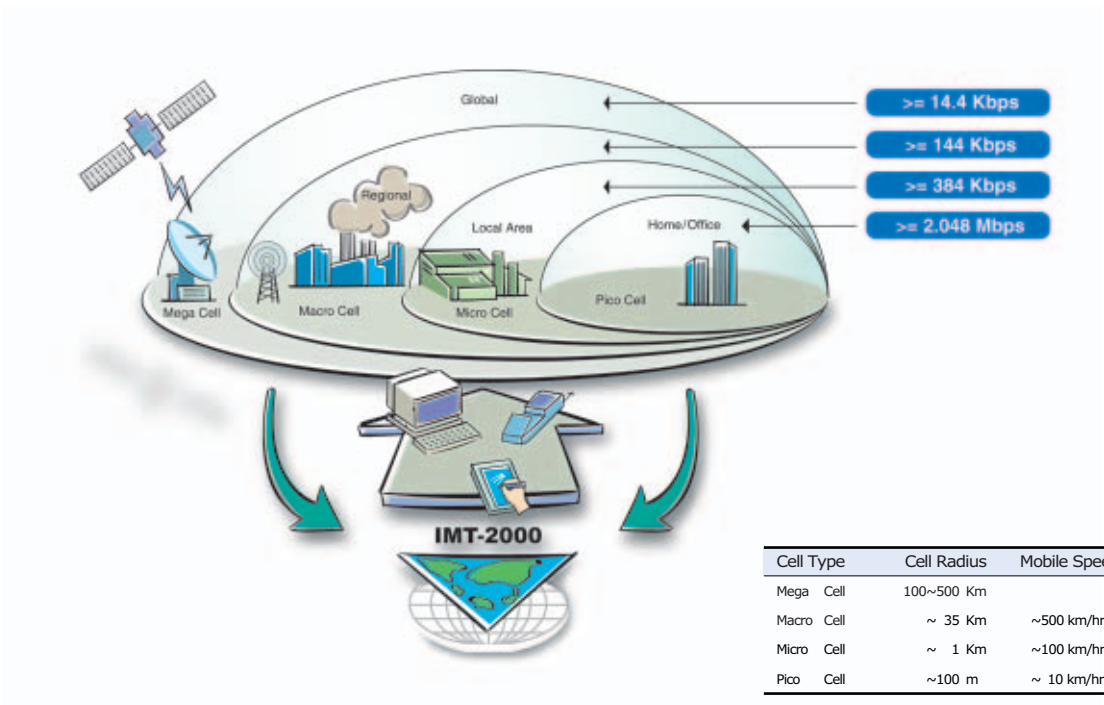 Global
>= 14.4 Kbps
>= 144 Kbps
>= 384 Kbps
Regional
Local Area
Home/Office
>= 2.048 Mbps
Mega Cell
Macro Cell
Micro Cell
Pico Cell
IMT-2000
Cell Type Cell Radius Mobile Spee
Mega Cell 100~500 Km
Macro Cell ~ 35 Km ~500 km/hr
Micro Cell ~ 1 Km ~100 km/hr
Pico Cell ~100 m ~ 10 km/hr